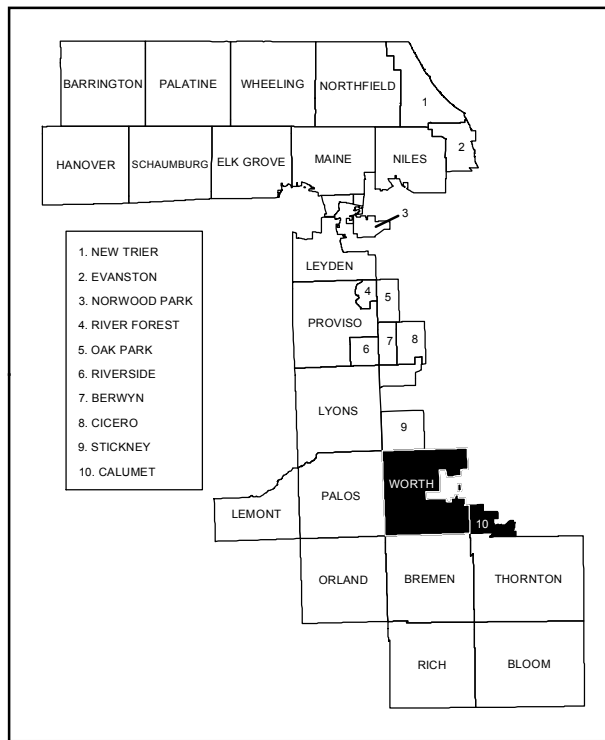 BARRINGTON PALATINE WHEELING NORTHFIELD
1
HANOVER SCHAUMBURG ELK GROVE MAINE NILES 2
3
LEYDEN
4 5
PROVISO
6 7 8
LYONS
9
WORTH
PALOS
LEMONT
10
ORLAND BREMEN THORNTON
RICH BLOOM
1. NEW TRIER
2. EVANSTON
3. NORWOOD PARK
4. RIVER FOREST
5. OAK PARK
6. RIVERSIDE
7. BERWYN
8. CICERO
9. STICKNEY
10. CALUMET